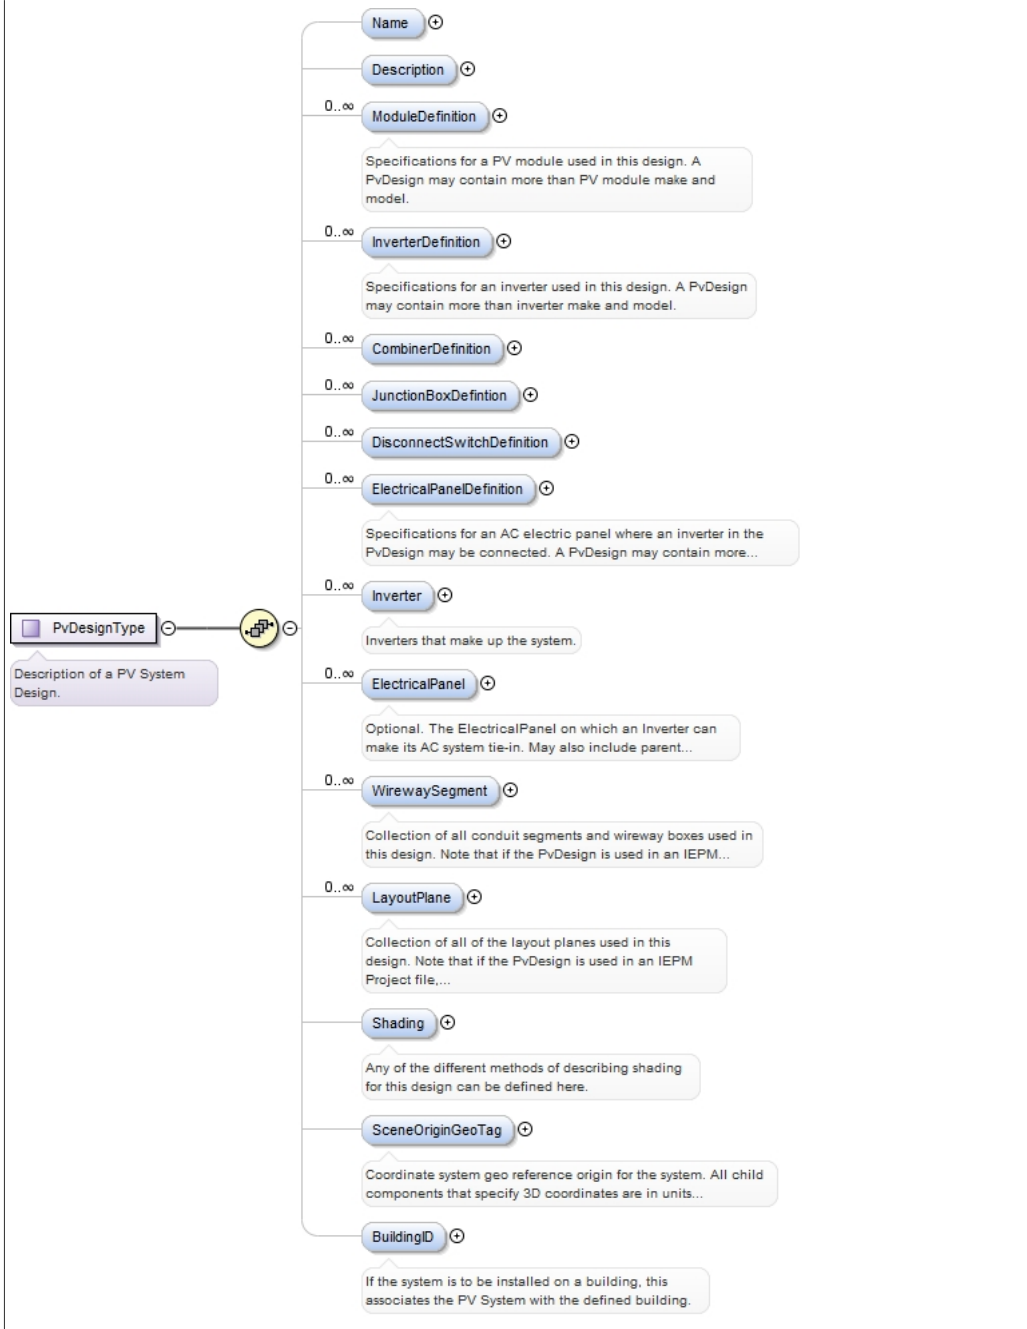 Name
Description
0..∞
ModuleDefinition
Specifications for a PV module used in this design. A
PvDesign may contain more than PV module make and
model.
0..∞
InverterDefinition
Specifications for an inverter used in this design. A PvDesign
may contain more than inverter make and model.
0..∞
CombinerDefinition
0..∞
JunctionBoxDefintion
0..∞
DisconnectSwitchDefinition
0..∞
ElectricalPanelDefinition
Specifications for an AC electric panel where an inverter in the
PvDesign may be connected. A PvDesign may contain more...
0..∞
Inverter
Inverters that make up the system.
PvDesignType
Description of a PV System
Design.
0..∞
ElectricalPanel
Optional. The ElectricalPanel on which an Inverter can
make its AC system tie-in. May also include parent...
0..∞
WirewaySegment
Collection of all conduit segments and wireway boxes used in
this design. Note that if the PvDesign is used in an IEPM...
0..∞
LayoutPlane
Collection of all of the layout planes used in this
design. Note that if the PvDesign is used in an IEPM
Project file,...
Shading
Any of the different methods of describing shading
for this design can be defined here.
SceneOriginGeoTag
Coordinate system geo reference origin for the system. All child
components that specify 3D coordinates are in units...
BuildingID
If the system is to be installed on a building, this
associates the PV System with the defined building.